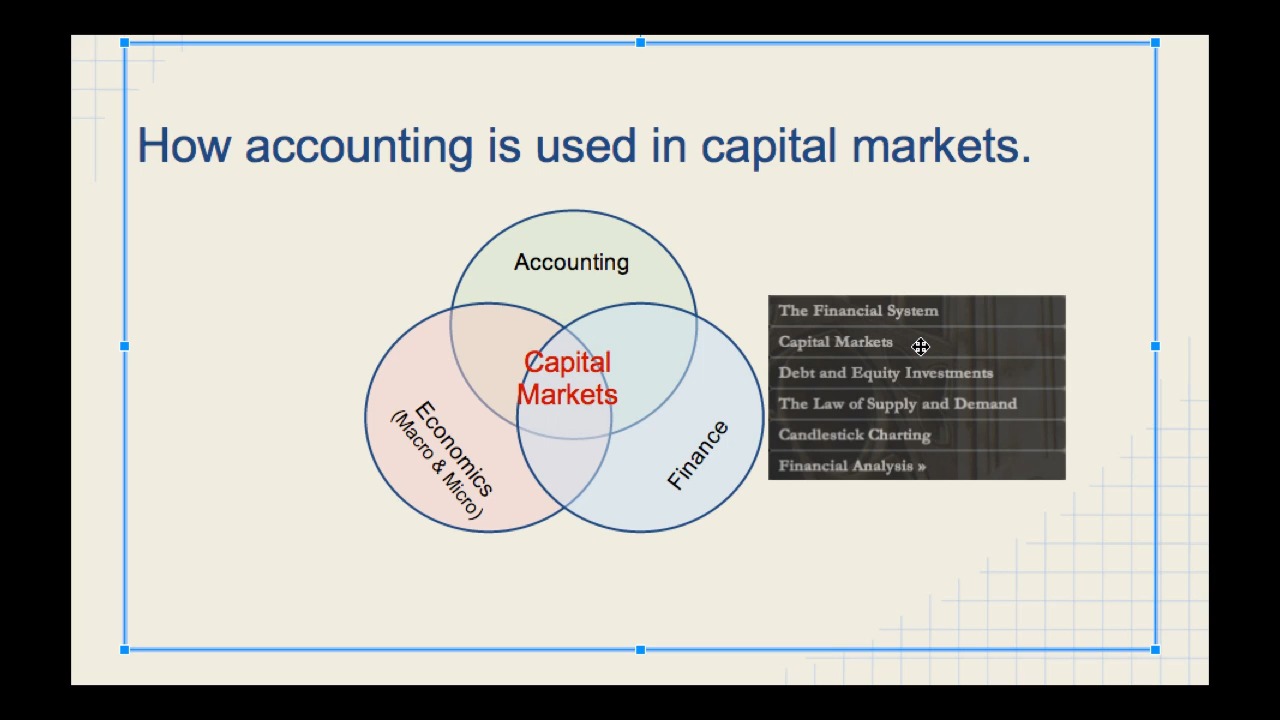 How accounting is used in capital markets.
Accounting
Capital
Markets
Economics
(Macro & Micro)
Finance
The Financial System
Capital Markets
Debt and Equity Investments
The Law of Supply and Demand
Candlestick Charting
Financial Analysis »